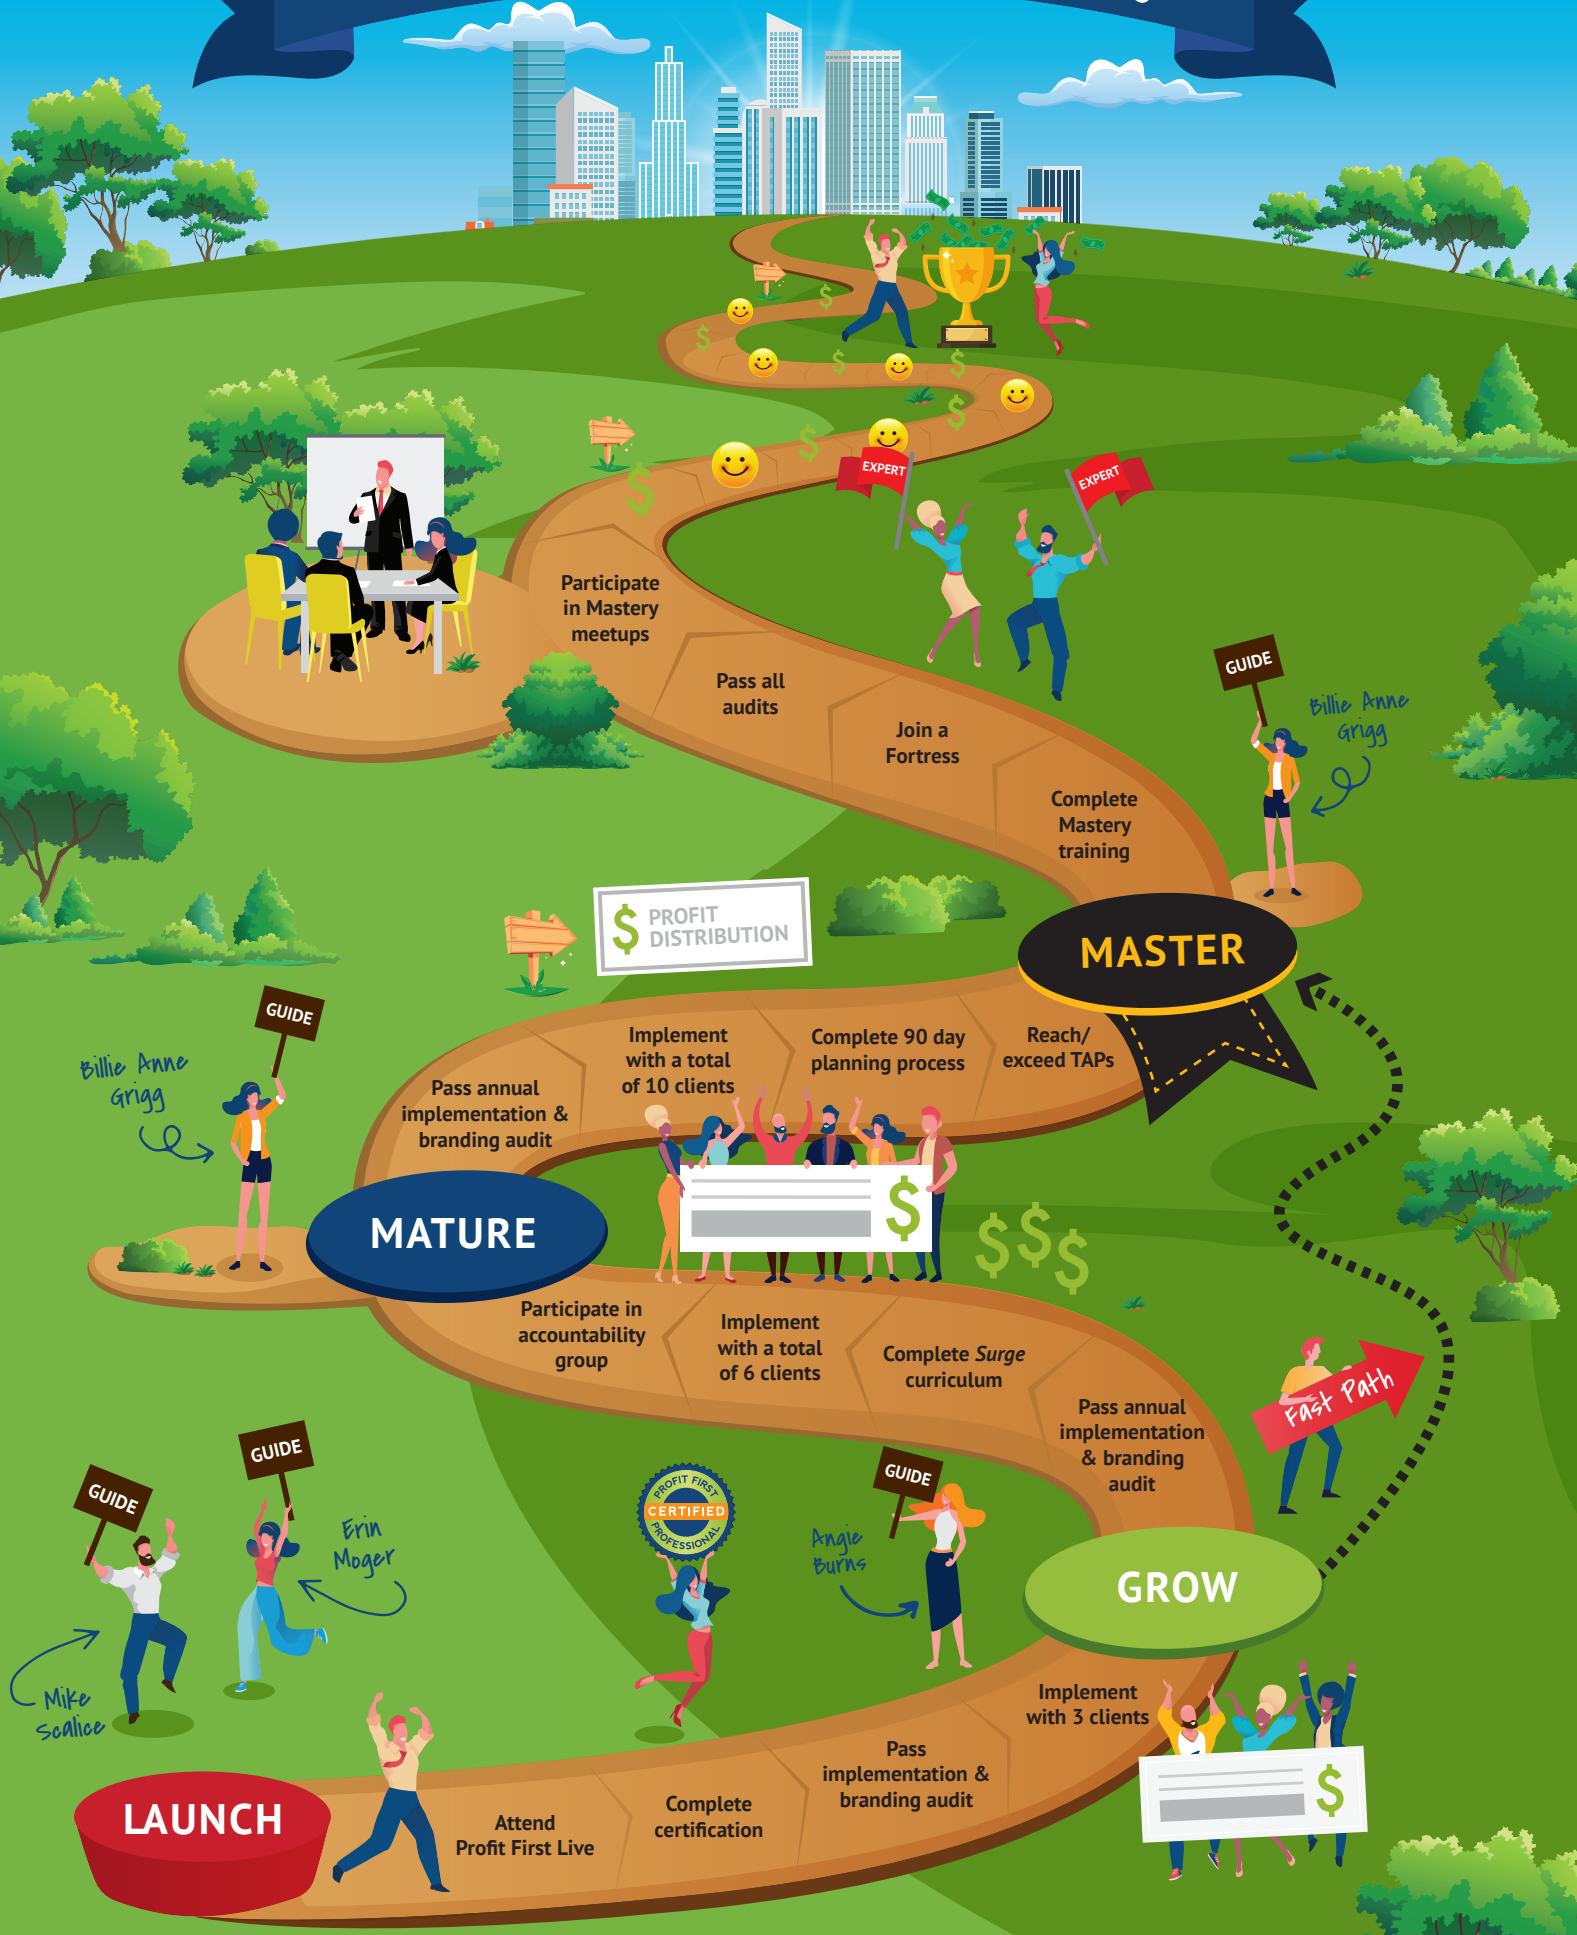 EXPERT
EXPERT
Participate
in Mastery
meetups
Pass all
audits
Join a
Fortress
Complete
Mastery
training
GUIDE
Billie Anne
Grigg
$ PROFIT
DISTRIBUTION
MASTER
GUIDE
Billie Anne
Grigg
Pass annual
implementation &
branding audit
Implement
with a total
of 10 clients
Complete 90 day
planning process
Reach/
exceed TAPs
$
$ $ $
MATURE
Participate in
accountability
group
Implement
with a total
of 6 clients
Complete Surge
curriculum
Pass annual
implementation
& branding
audit
Fast Path
GUIDE
GUIDE
Erin
Moger
Mike
Scalice
PROFIT FIRST
CERTIFIED
PROFESSIONAL
GUIDE
Angie
Burns
GROW
LAUNCH
Attend
Profit First Live
Complete
certification
Pass
implementation &
branding audit
Implement
with 3 clients
$